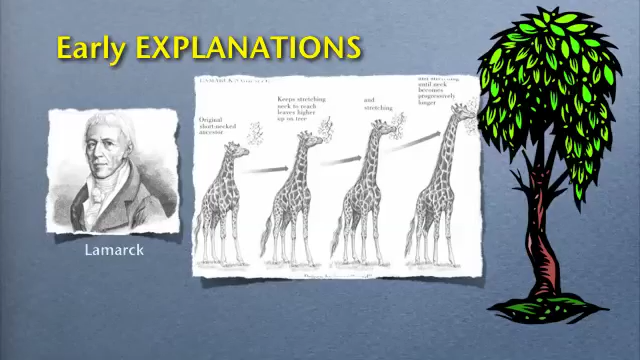 Early EXPLANATIONS
Original
short-necked
ancestor
Keeps stretching
neck to reach
leaves higher
up on tree
and
stretching
until neck
becomes
progressively
longer
Lamarck